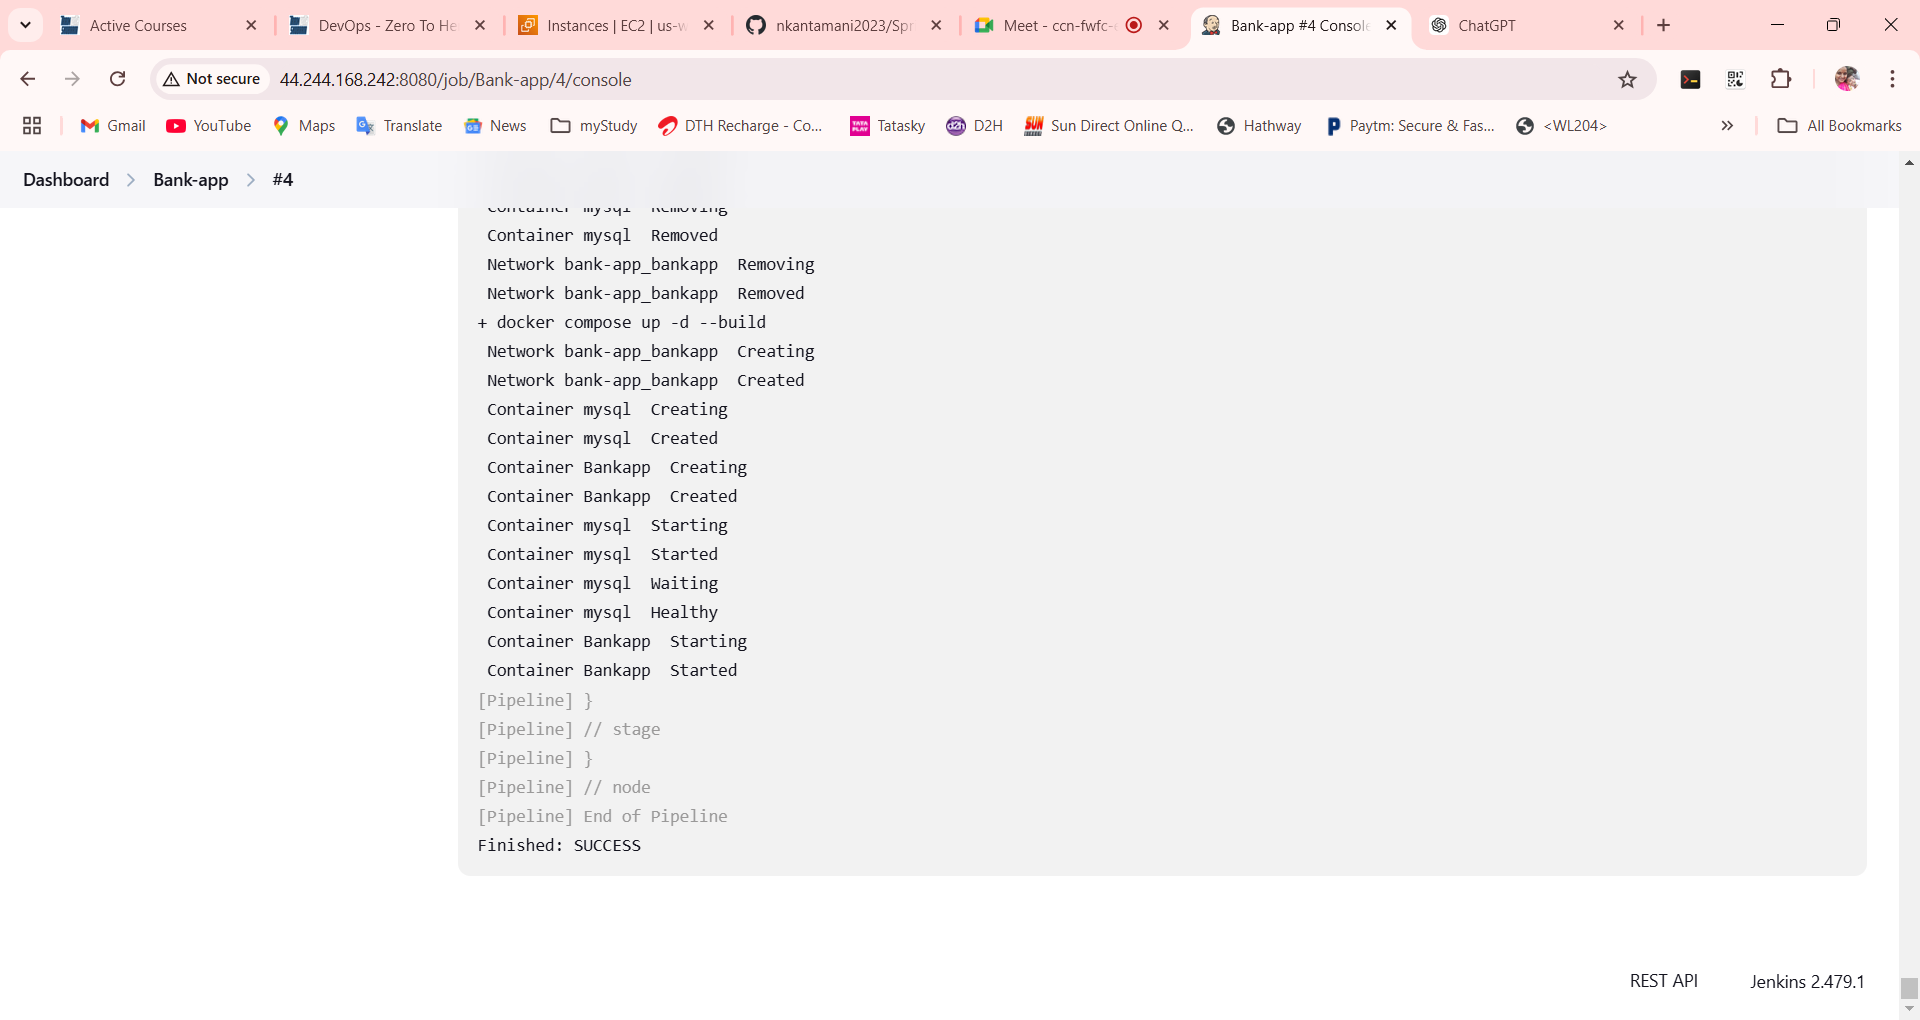 Active Courses
DevOps - Zero To He
Instances | EC2 | us-w
nkantamani2023/Spr
Meet - ccn-fwfc-
Bank-app #4 Console
ChatGPT
Not secure
44.244.168.242:8080/job/Bank-app/4/console
Gmail
YouTube
Maps
Translate
News
myStudy
DTH Recharge - Co...
Tatasky
D2H
Sun Direct Online Q...
Hathway
Paytm: Secure & Fas...
<WL204>
All Bookmarks
Dashboard > Bank-app > #4
Container mysql  Removing
Container mysql  Removed
Network bank-app_bankapp  Removing
Network bank-app_bankapp  Removed
+ docker compose up -d --build
Network bank-app_bankapp  Creating
Network bank-app_bankapp  Created
Container mysql  Creating
Container mysql  Created
Container Bankapp  Creating
Container Bankapp  Created
Container mysql  Starting
Container mysql  Started
Container mysql  Waiting
Container mysql  Healthy
Container Bankapp  Starting
Container Bankapp  Started
[Pipeline] }
[Pipeline] // stage
[Pipeline] }
[Pipeline] // node
[Pipeline] End of Pipeline
Finished: SUCCESS
REST API
Jenkins 2.479.1